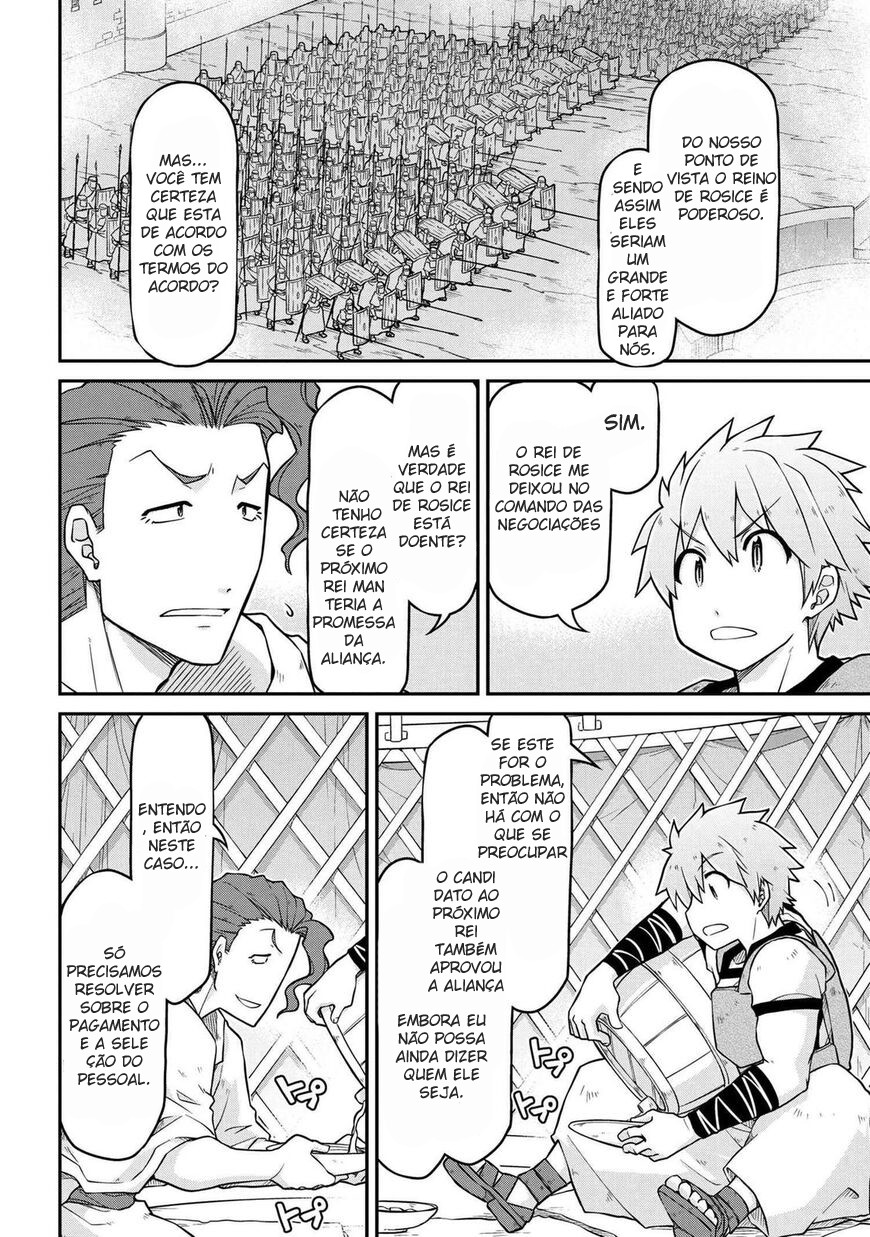 DO NOSSO
PONTO DE
VISTA O REINO
DE ROSICE É
PODEROSO.
E
SENDO
ASSIM
ELES
SERIAM
UM
GRANDE
E FORTE
ALIADO
PARA
NÓS.
MAS...
VOCÊ TEM
CERTEZA
QUE ESTA
DE ACORDO
COM OS
TERMOS DO
ACORDO?
SIM.
O REI DE
ROSICE ME
DEIXOU NO
COMANDO DAS
NEGOCIAÇÕES
MAS É
VERDADE
QUE O REI
DE ROSICE
ESTÁ
DOENTE?
NÃO
TENHO
CERTEZA
SE O
PRÓXIMO
REI MAN
TERIA A
PROMESSA
DA
ALIANÇA.
SE ESTE
FOR O
PROBLEMA,
ENTÃO NÃO
HÁ COM O
QUE SE
PREOCUPAR
O CANDI
DATO AO
PRÓXIMO
REI
TAMBÉM
APROVOU
A ALIANÇA
EMBORA EU
NÃO POSSA
AINDA DIZER
QUEM ELE
SEJA.
トペ
トペ
ENTENDO
, ENTÃO
NESTE
CASO...
SÓ
PRECISAMOS
RESOLVER
SOBRE O
PAGAMENTO
E A SELE
ÇÃO DO
PESSOAL.
トペ
トペ